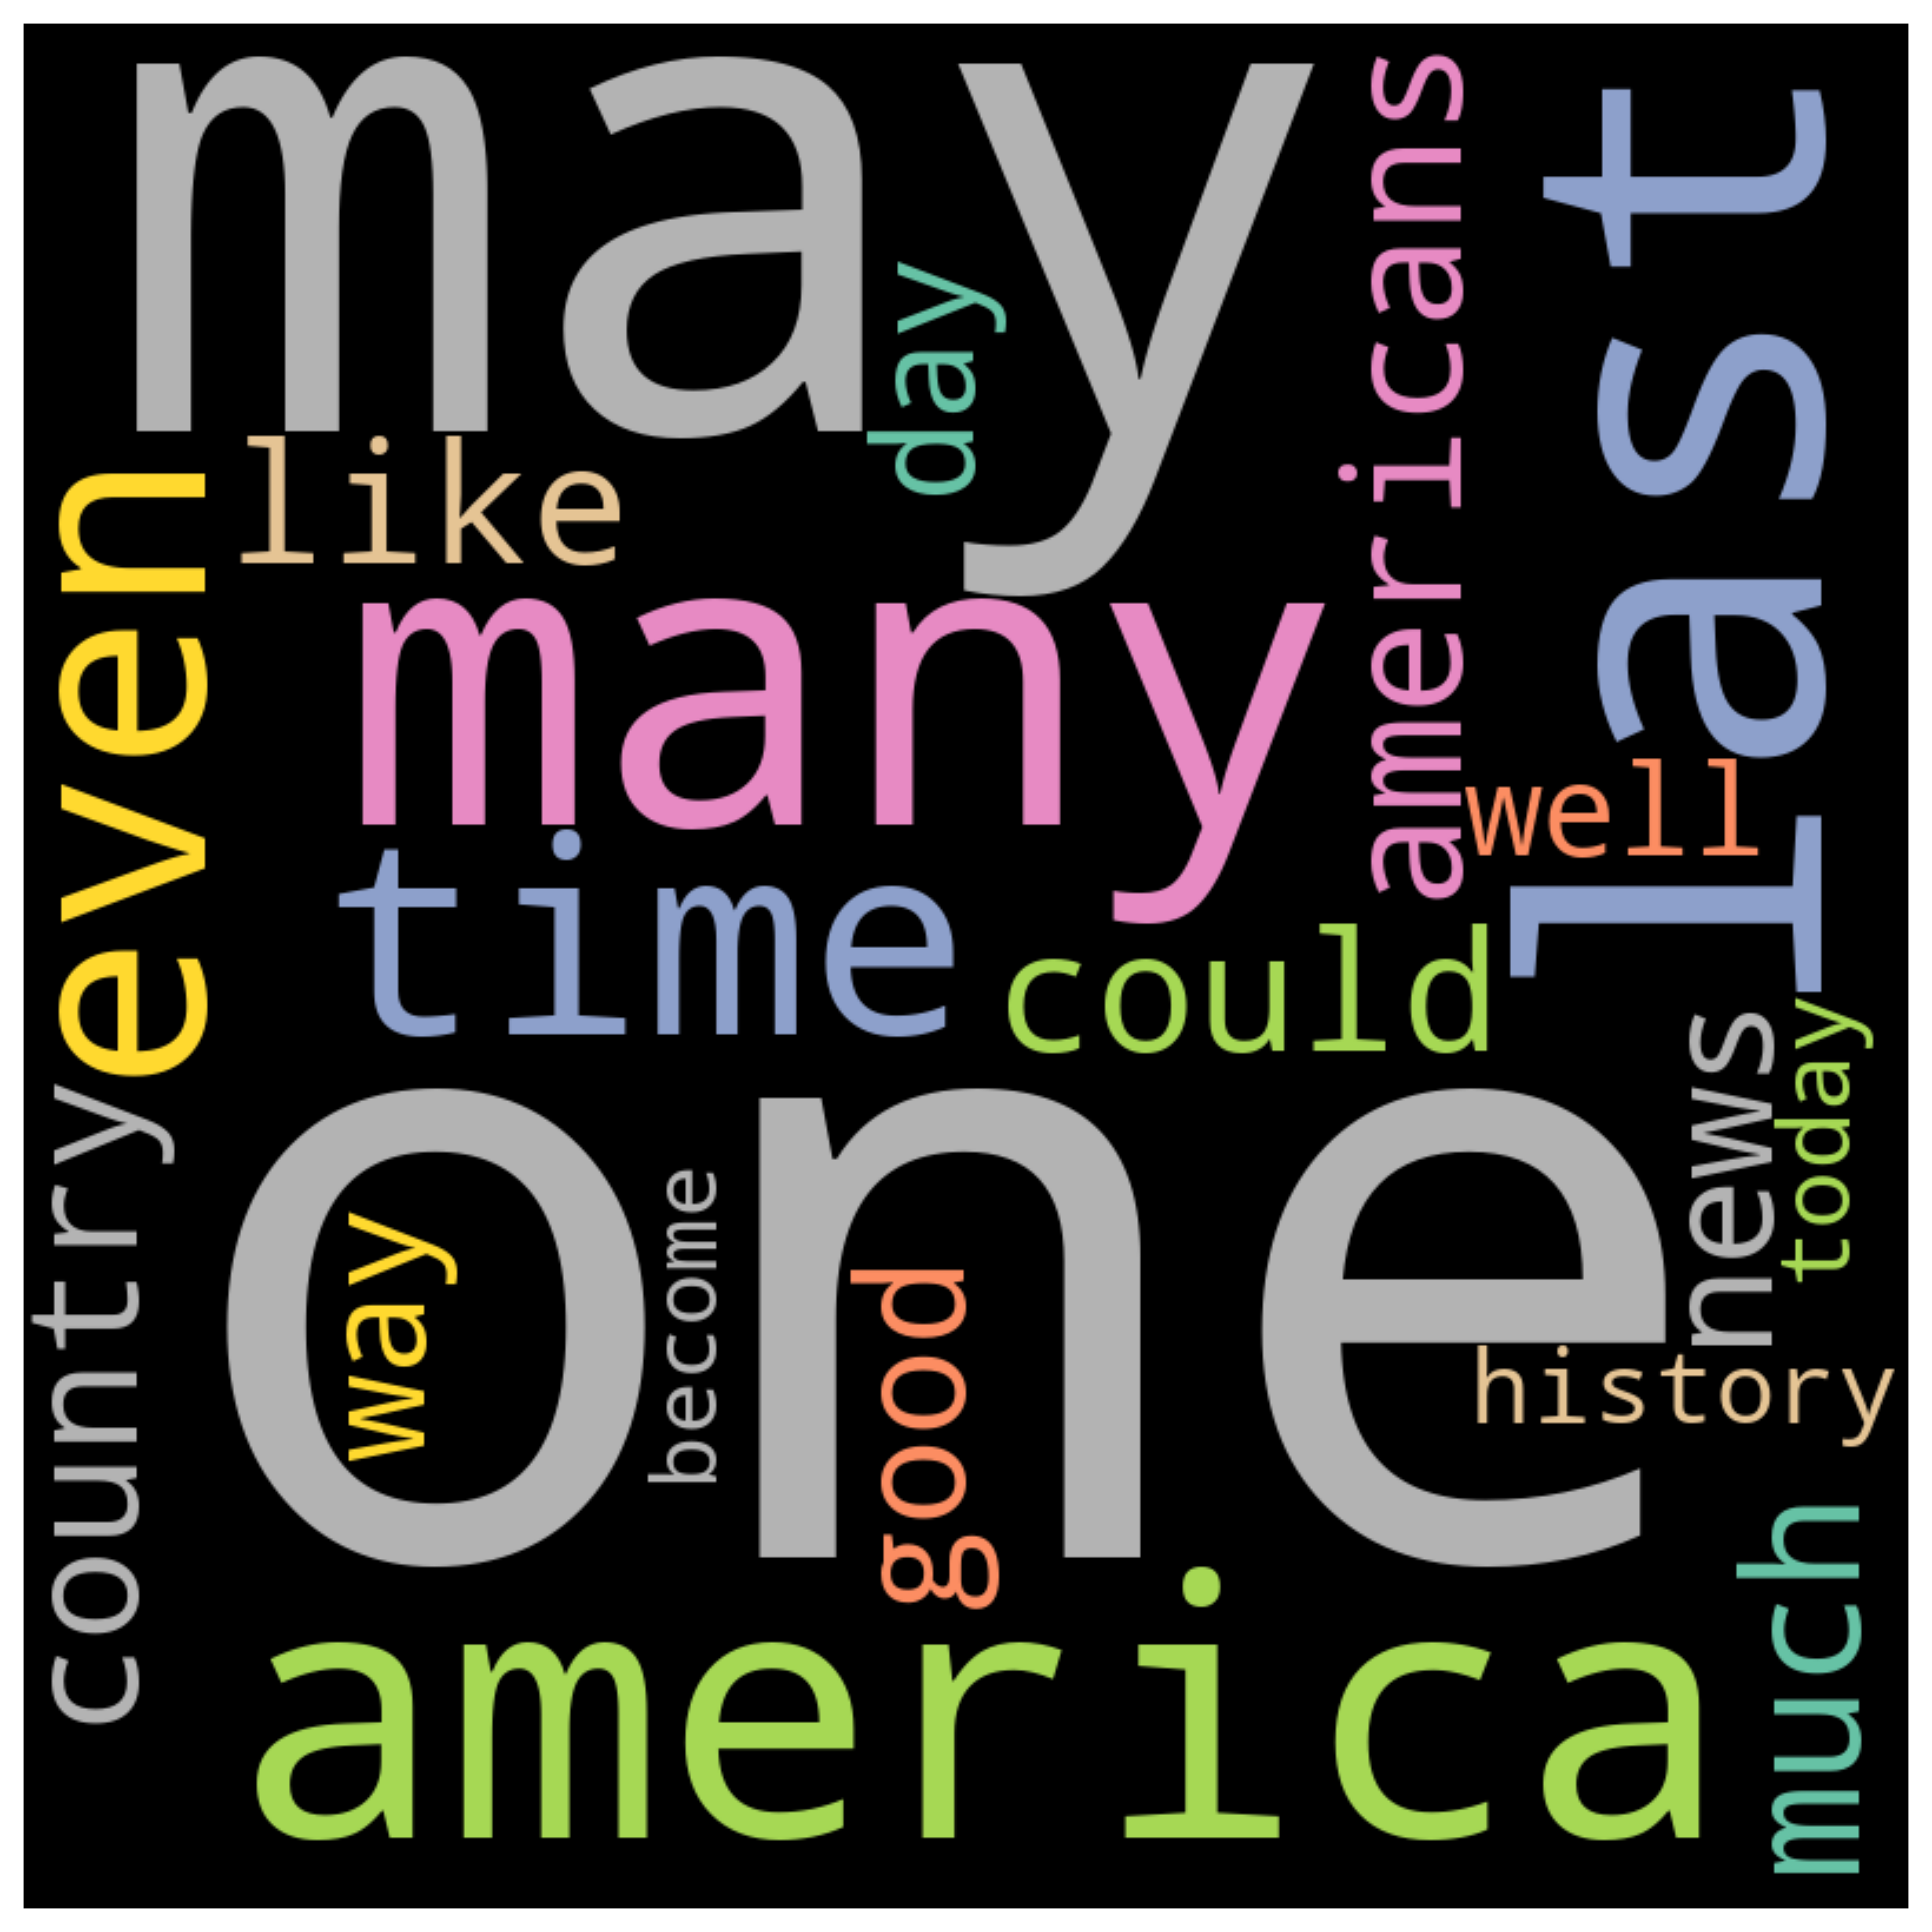 may
americans
last
day
like
even
many
well
time
could
one
country
way
become
good
news
today
history
america
much